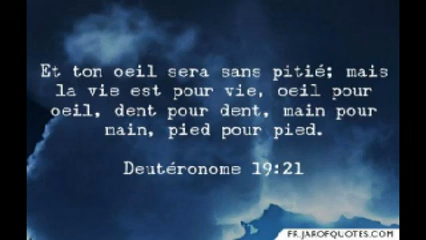 Et ton oeil sera sans pitié; mais
la vie est pour vie, oeil pour
oeil, dent pour dent, main pour
main, pied pour pied.
Deutéronome 19:21
FR.JAROFQUOTES.COM